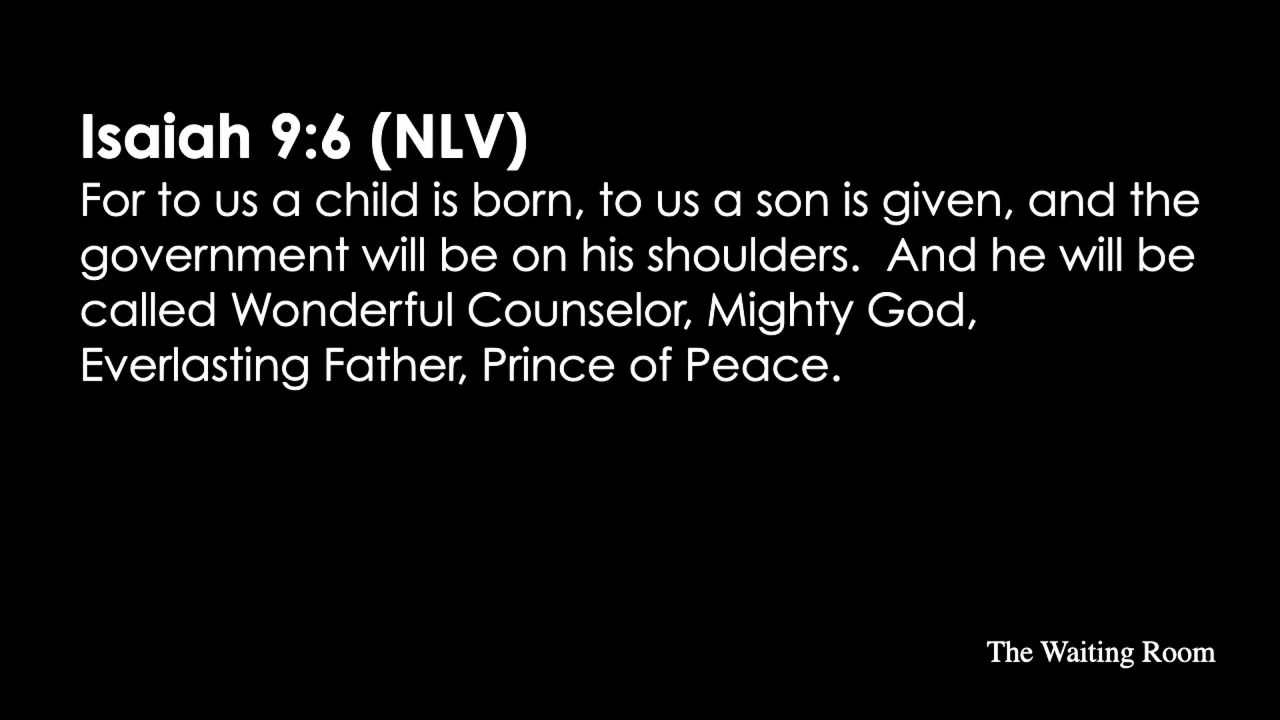 Isaiah 9:6 (NLV)
For to us a child is born, to us a son is given, and the
government will be on his shoulders.  And he will be
called Wonderful Counselor, Mighty God,
Everlasting Father, Prince of Peace.
The Waiting Room